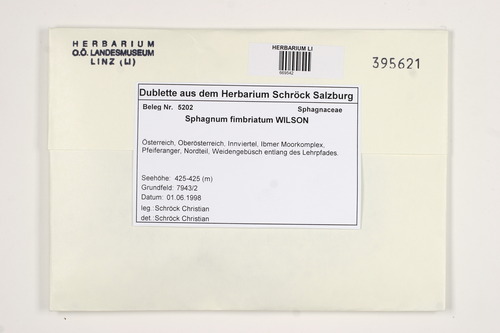 HERBARIUM
O.Ö. LANDESMUSEUM
LINZ (LI)
HERBARIUM LI
395621
Dublette aus dem Herbarium Schröck Salzburg
Beleg Nr. 5202 Sphagnaceae
Sphagnum fimbriatum WILSON
Österreich, Oberösterreich, Innviertel, Ibmer Moorkomplex,
Pfeiferanger, Nordteil, Weidengebüsch entlang des Lehrpfades.
Seehöhe: 425-425 (m)
Grundfeld: 7943/2
Datum: 01.06.1998
leg.:Schröck Christian
det.:Schröck Christian